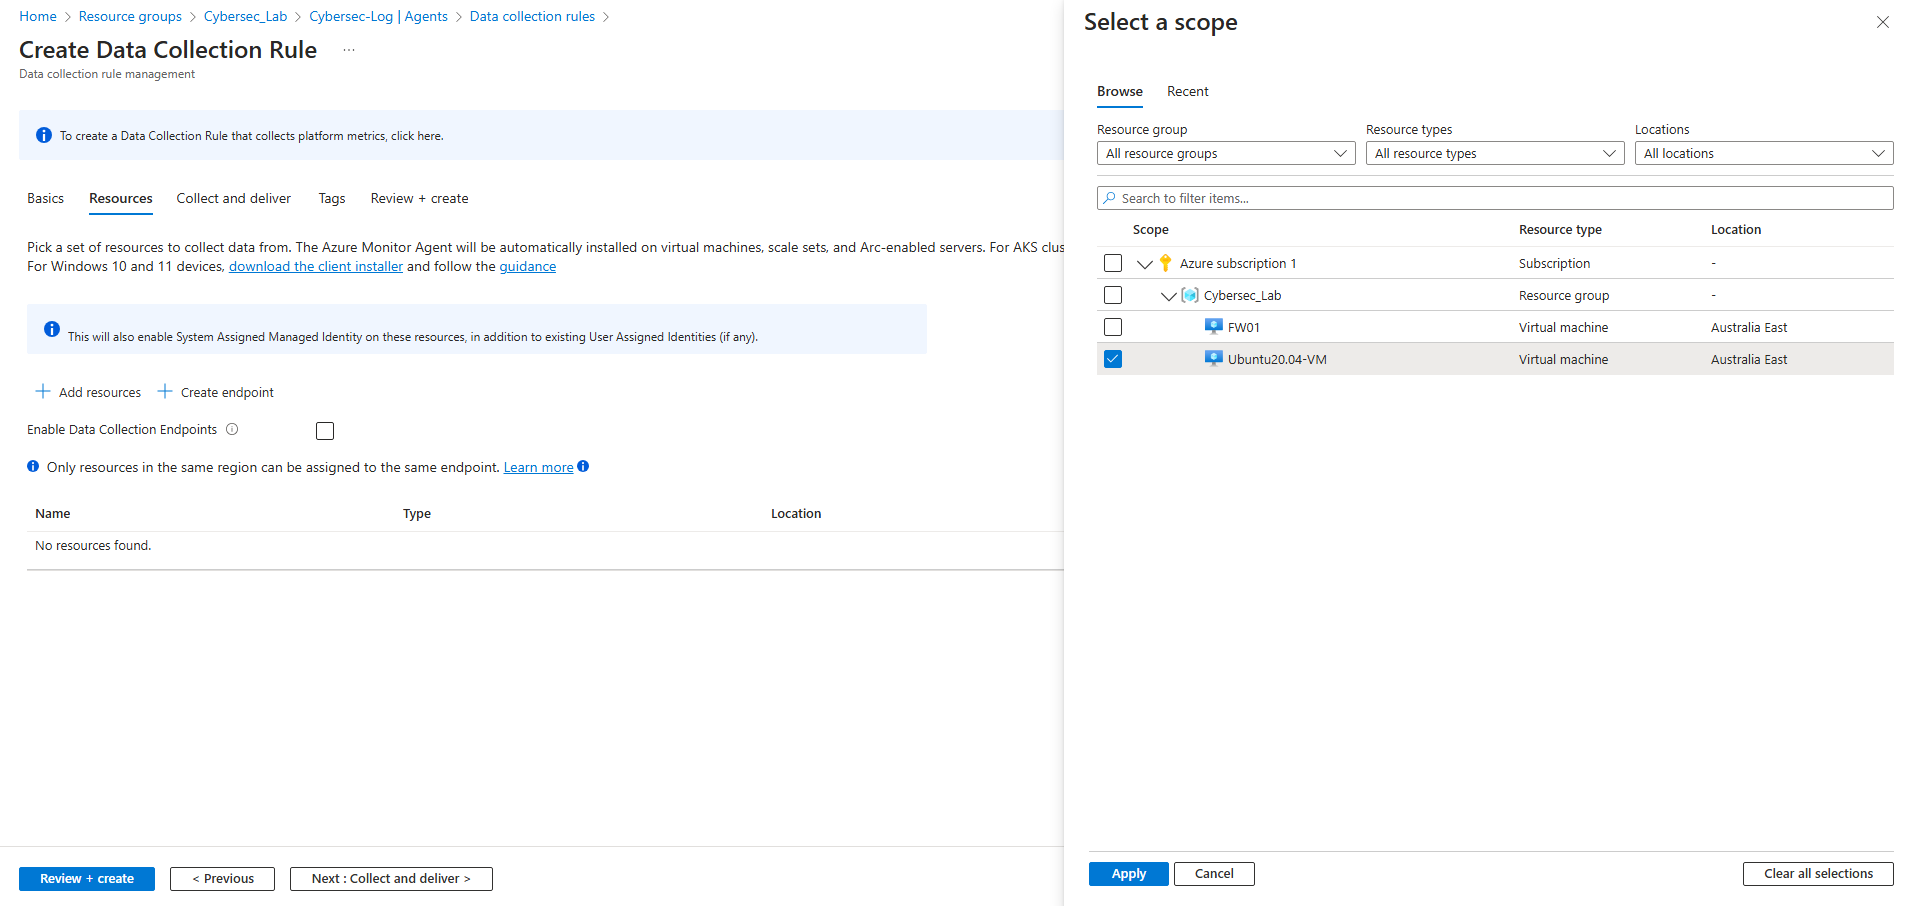 Home > Resource groups > Cybersec_Lab > Cybersec-Log | Agents > Data collection rules >
Create Data Collection Rule ...
Data collection rule management
To create a Data Collection Rule that collects platform metrics, click here.
Basics Resources Collect and deliver Tags Review + create
Pick a set of resources to collect data from. The Azure Monitor Agent will be automatically installed on virtual machines, scale sets, and Arc-enabled servers. For AKS clus
For Windows 10 and 11 devices, download the client installer and follow the guidance
This will also enable System Assigned Managed Identity on these resources, in addition to existing User Assigned Identities (if any).
+ Add resources + Create endpoint
Enable Data Collection Endpoints
Only resources in the same region can be assigned to the same endpoint. Learn more
Name Type Location
No resources found.
Review + create < Previous Next : Collect and deliver >
Select a scope
Browse Recent
Resource group Resource types Locations
All resource groups All resource types All locations
Search to filter items...
Scope Resource type Location
Azure subscription 1 Subscription -
Cybersec_Lab Resource group -
FW01 Virtual machine Australia East
Ubuntu20.04-VM Virtual machine Australia East
Apply Cancel Clear all selections